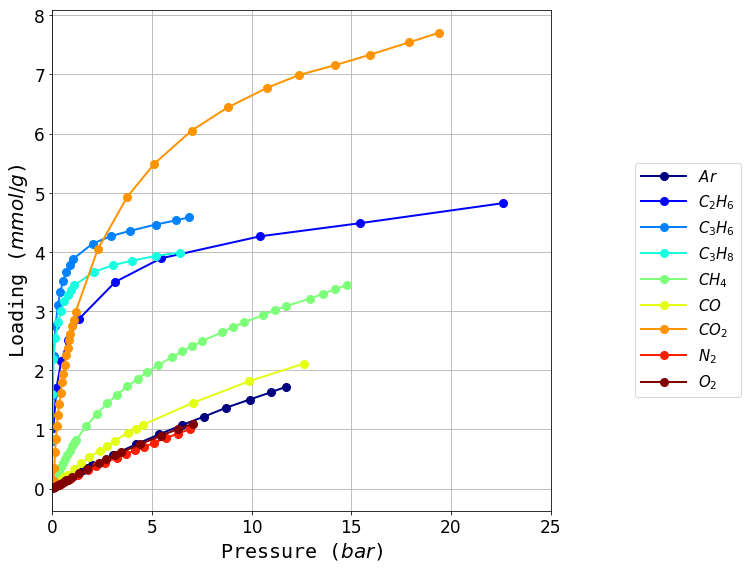 8
7
6
5
4
3
2
1
0
0 5 10 15 20 25
Loading (mmol/g)
Pressure (bar)
Ar
C₂H₆
C₃H₆
C₃H₈
CH₄
CO
CO₂
N₂
O₂